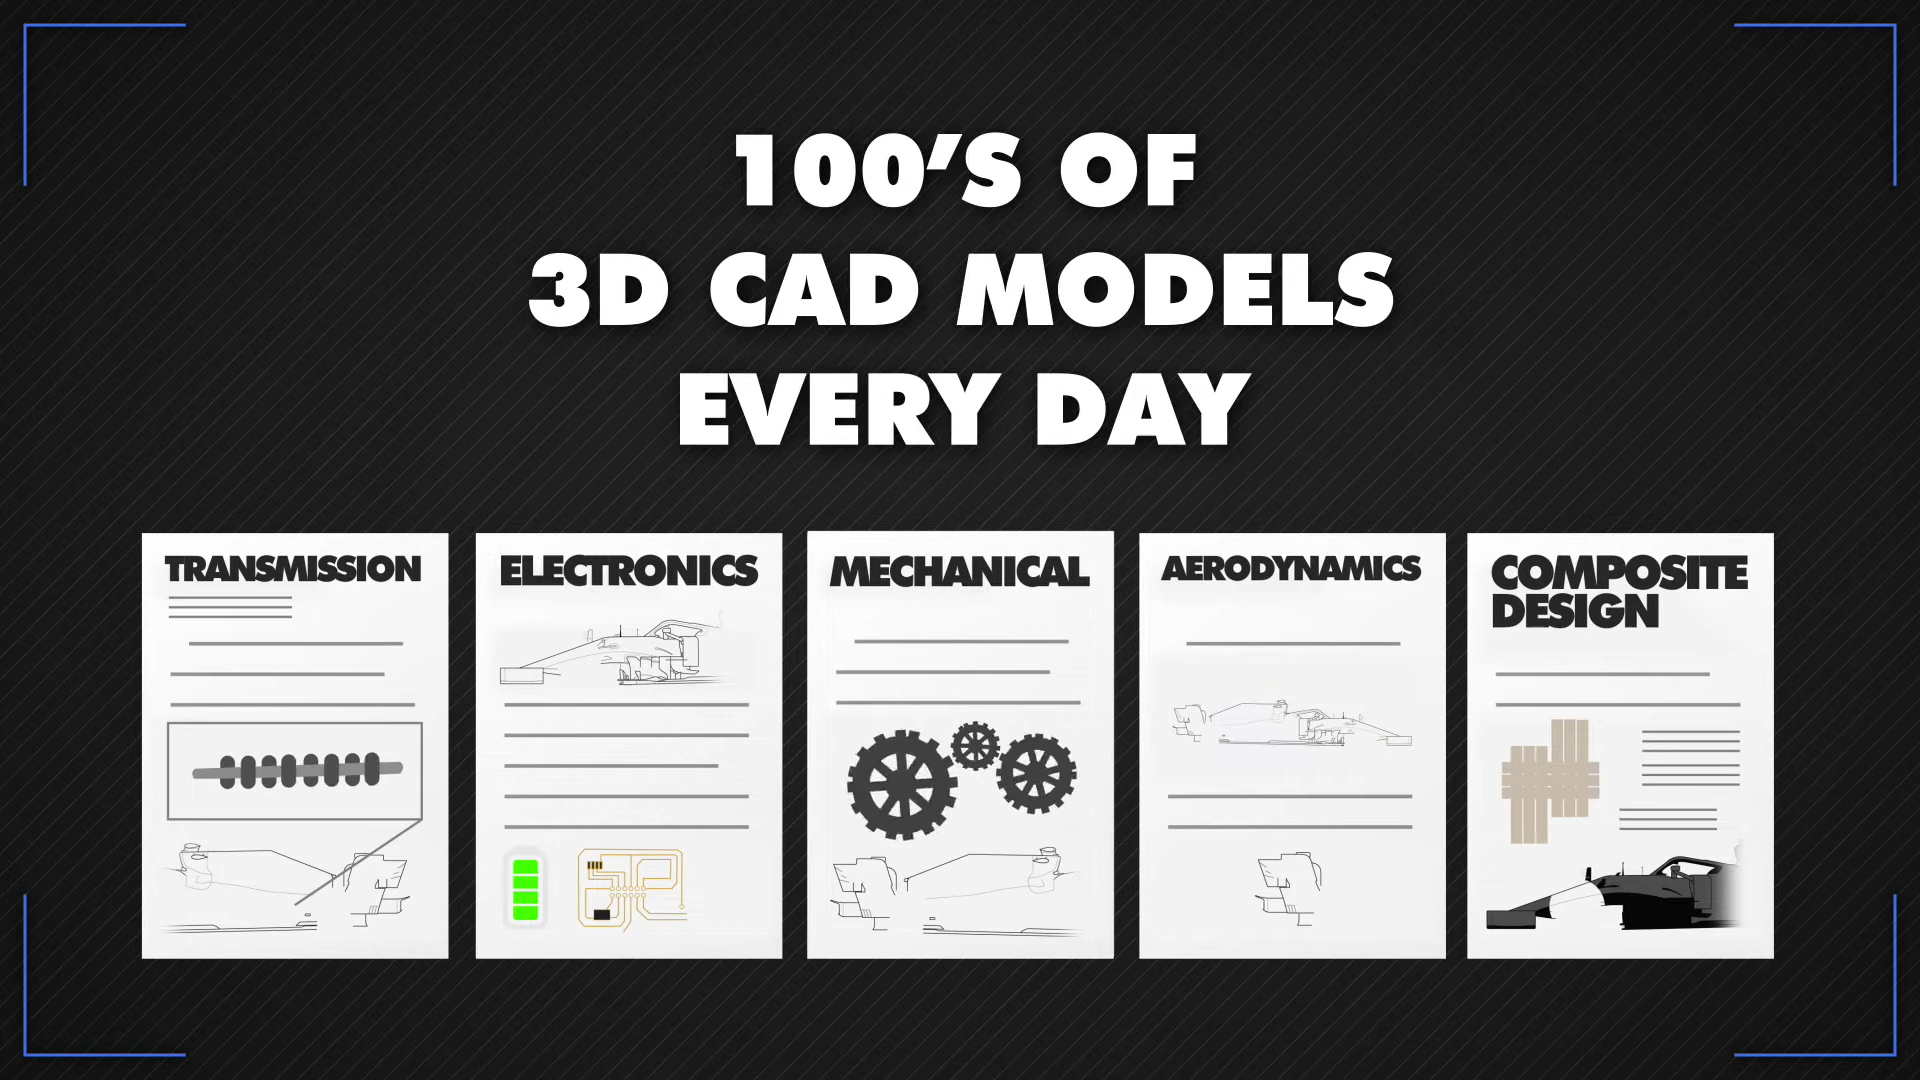 100’S OF
3D CAD MODELS
EVERY DAY
TRANSMISSION
ELECTRONICS
MECHANICAL
AERODYNAMICS
COMPOSITE
DESIGN